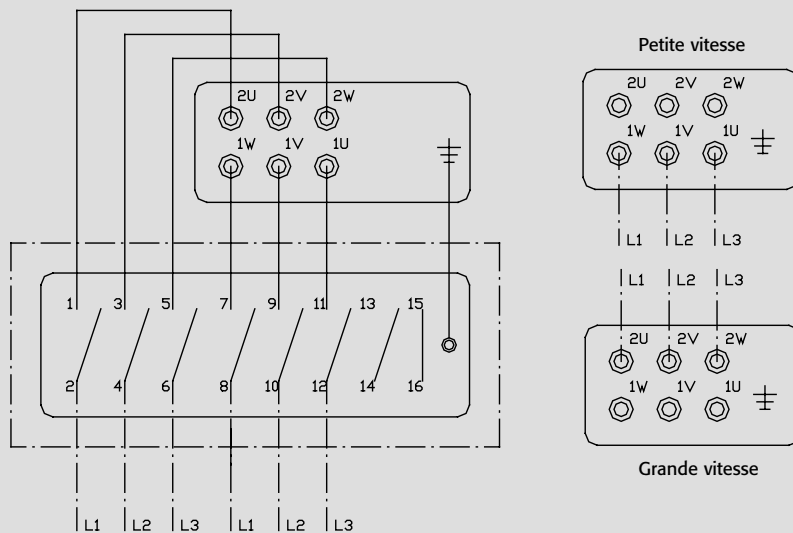 Petite vitesse
2U 2V 2W
1W 1V 1U
2U 2V 2W
1W 1V 1U
L1 L2 L3
L1 L2 L3
1 3 5 7 9 11 13 15
2 4 6 8 10 12 14 16
2U 2V 2W
1W 1V 1U
Grande vitesse
L1 L2 L3 L1 L2 L3